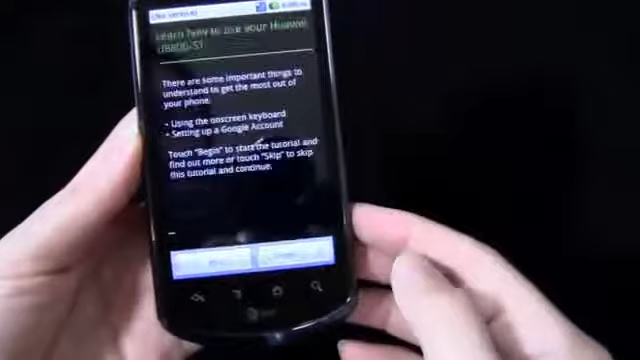 (No service)
Learn how to use your Huawei
U8800-51
There are some important things to
understand to get the most out of
your phone.
- Using the onscreen keyboard
- Setting up a Google Account
Touch "Begin" to start the tutorial and
find out more or touch "Skip" to skip
this tutorial and continue.